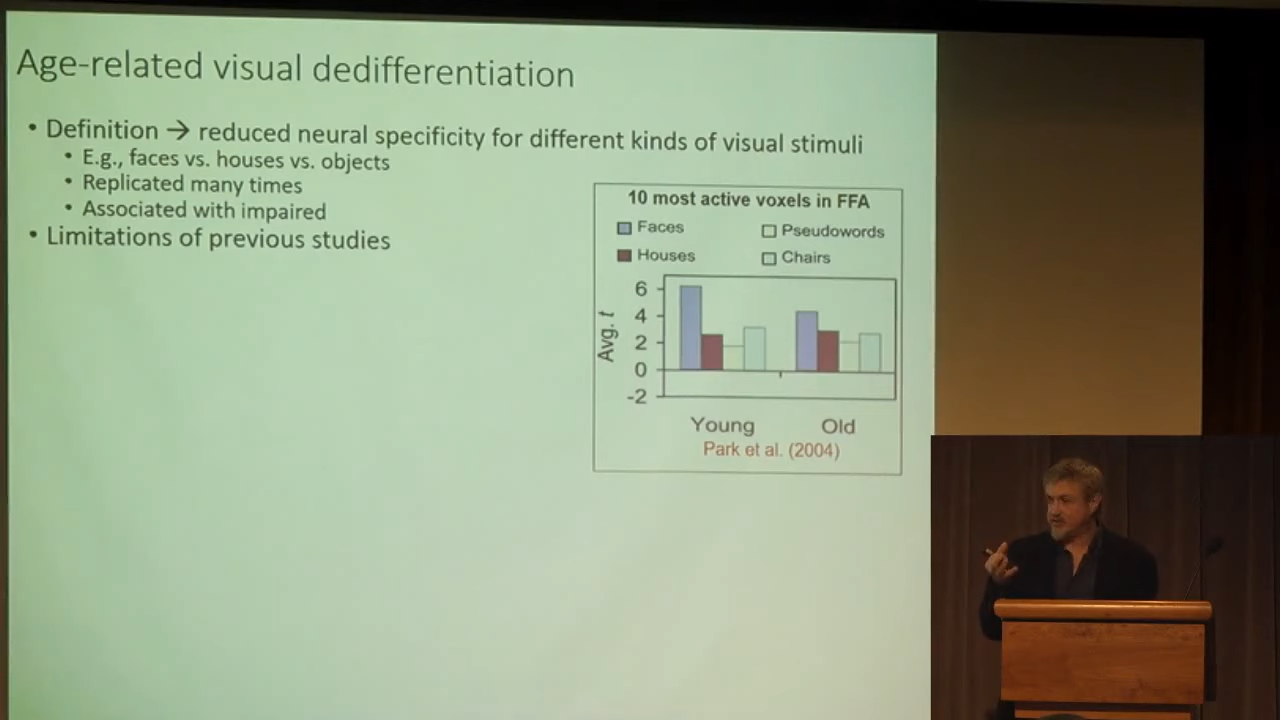 Age-related visual dedifferentiation
• Definition → reduced neural specificity for different kinds of visual stimuli
• E.g., faces vs. houses vs. objects
• Replicated many times
• Associated with impaired
• Limitations of previous studies
10 most active voxels in FFA
Faces Pseudowords
Houses Chairs
Avg. t
6
4
2
0
-2
Young Old
Park et al. (2004)